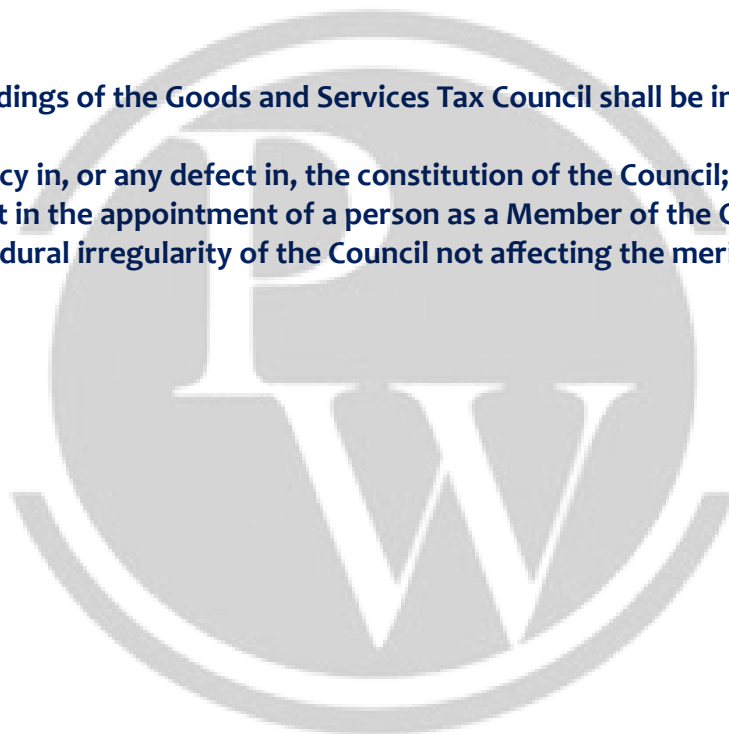 dings of the Goods and Services Tax Council shall be in
cy in, or any defect in, the constitution of the Council;
t in the appointment of a person as a Member of the
dural irregularity of the Council not affecting the meri
PW